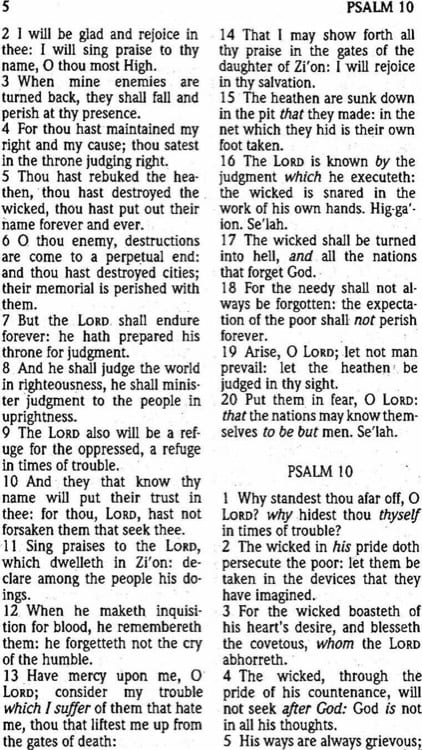 5
PSALM 10
2 I will be glad and rejoice in
thee: I will sing praise to thy
name, O thou most High.
3 When mine enemies are
turned back, they shall fall and
perish at thy presence.
4 For thou hast maintained my
right and my cause; thou satest
in the throne judging right.
5 Thou hast rebuked the hea-
then, thou hast destroyed the
wicked, thou hast put out their
name forever and ever.
6 O thou enemy, destructions
are come to a perpetual end:
and thou hast destroyed cities;
their memorial is perished with
them.
7 But the LORD shall endure
forever: he hath prepared his
throne for judgment.
8 And he shall judge the world
in righteousness, he shall minis-
ter judgment to the people in
uprightness.
9 The LORD also will be a ref-
uge for the oppressed, a refuge
in times of trouble.
10 And they that know thy
name will put their trust in
thee: for thou, LORD, hast not
forsaken them that seek thee.
11 Sing praises to the LORD,
which dwelleth in Zi'on: de-
clare among the people his do-
ings.
12 When he maketh inquisi-
tion for blood, he remembereth
them: he forgetteth not the cry
of the humble.
13 Have mercy upon me, O
LORD; consider my trouble
which I suffer of them that hate
me, thou that liftest me up from
the gates of death:
14 That I may show forth all
thy praise in the gates of the
daughter of Zi'on: I will rejoice
in thy salvation.
15 The heathen are sunk down
in the pit that they made: in the
net which they hid is their own
foot taken.
16 The LORD is known by the
judgment which he executeth:
the wicked is snared in the
work of his own hands. Hig-ga'-
ion. Se'lah.
17 The wicked shall be turned
into hell, and all the nations
that forget God.
18 For the needy shall not al-
ways be forgotten: the expecta-
tion of the poor shall not perish
forever.
19 Arise, O LORD; let not man
prevail: let the heathen be
judged in thy sight.
20 Put them in fear, O LORD:
that the nations may know them-
selves to be but men. Se'lah.
PSALM 10
1 Why standest thou afar off, O
LORD? why hidest thou thyself
in times of trouble?
2 The wicked in his pride doth
persecute the poor: let them be
taken in the devices that they
have imagined.
3 For the wicked boasteth of
his heart's desire, and blesseth
the covetous, whom the LORD
abhorreth.
4 The wicked, through the
pride of his countenance, will
not seek after God: God is not
in all his thoughts.
5 His ways are always grievous;